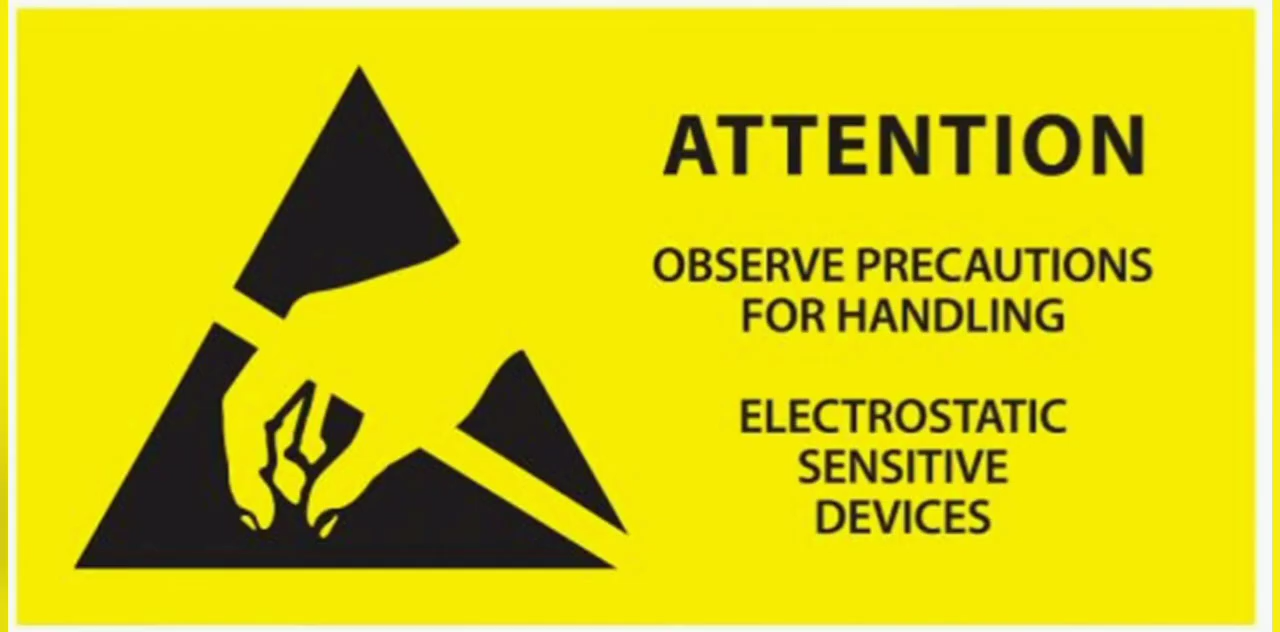 ATTENTION
OBSERVE PRECAUTIONS
FOR HANDLING
ELECTROSTATIC
SENSITIVE
DEVICES